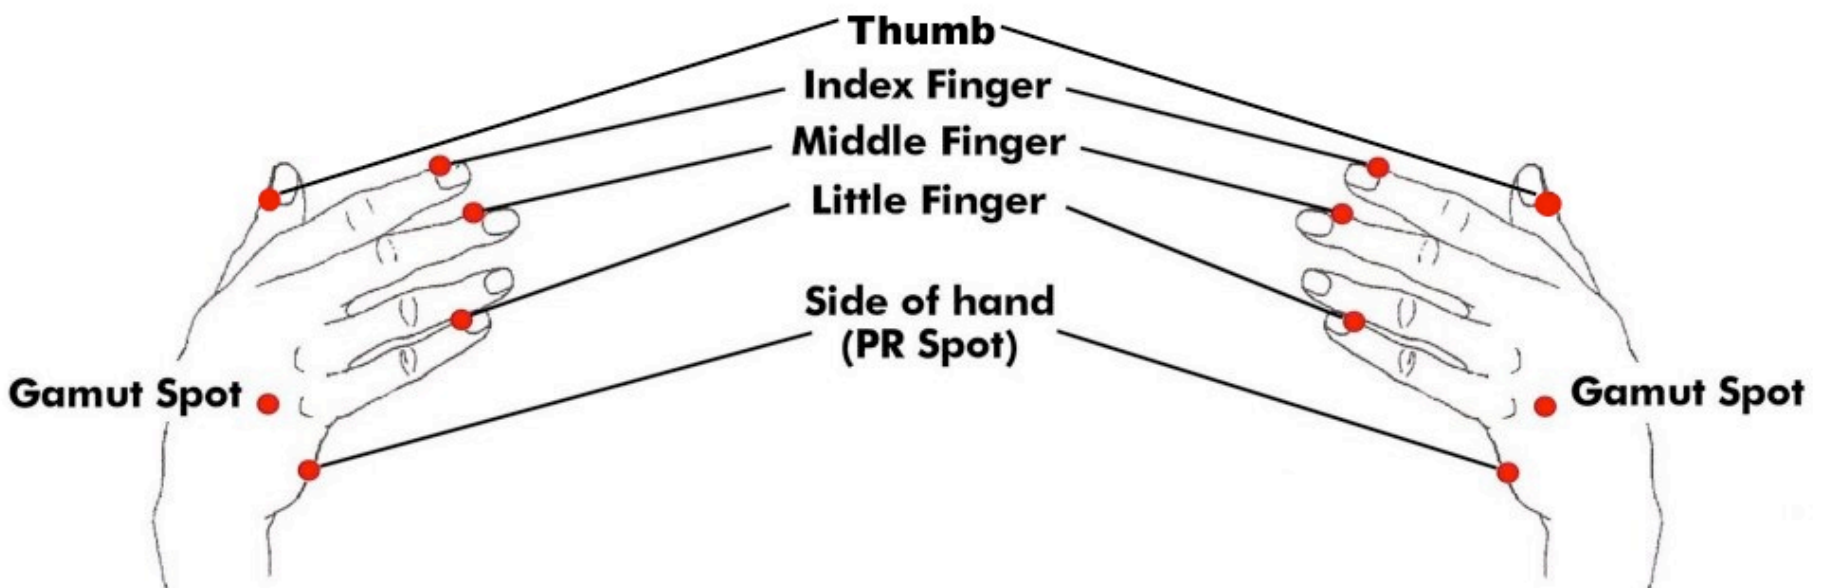 Thumb
Index Finger
Middle Finger
Little Finger
Side of hand
(PR Spot)
Gamut Spot
Gamut Spot